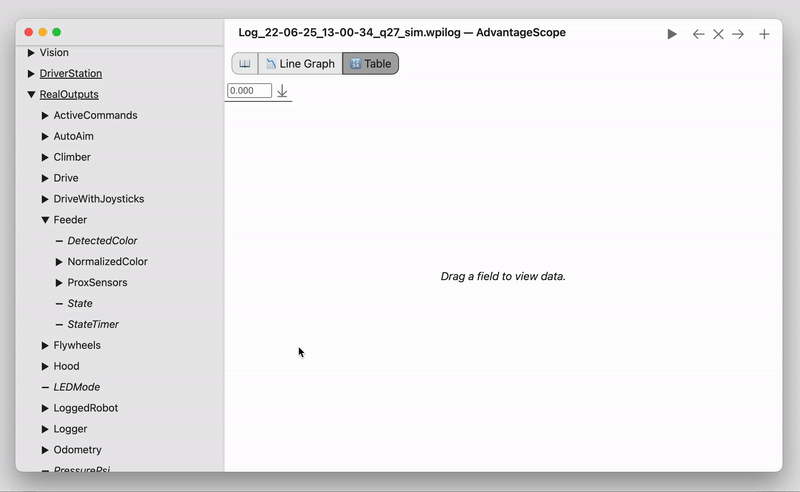 Log_22-06-25_13-00-34_q27_sim.wpilog — AdvantageScope
Line Graph
Table
0.000
Vision
DriverStation
RealOutputs
ActiveCommands
AutoAim
Climber
Drive
DriveWithJoysticks
Feeder
DetectedColor
NormalizedColor
ProxSensors
State
StateTimer
Flywheels
Hood
LEDMode
LoggedRobot
Logger
Odometry
PressurePsi
Drag a field to view data.